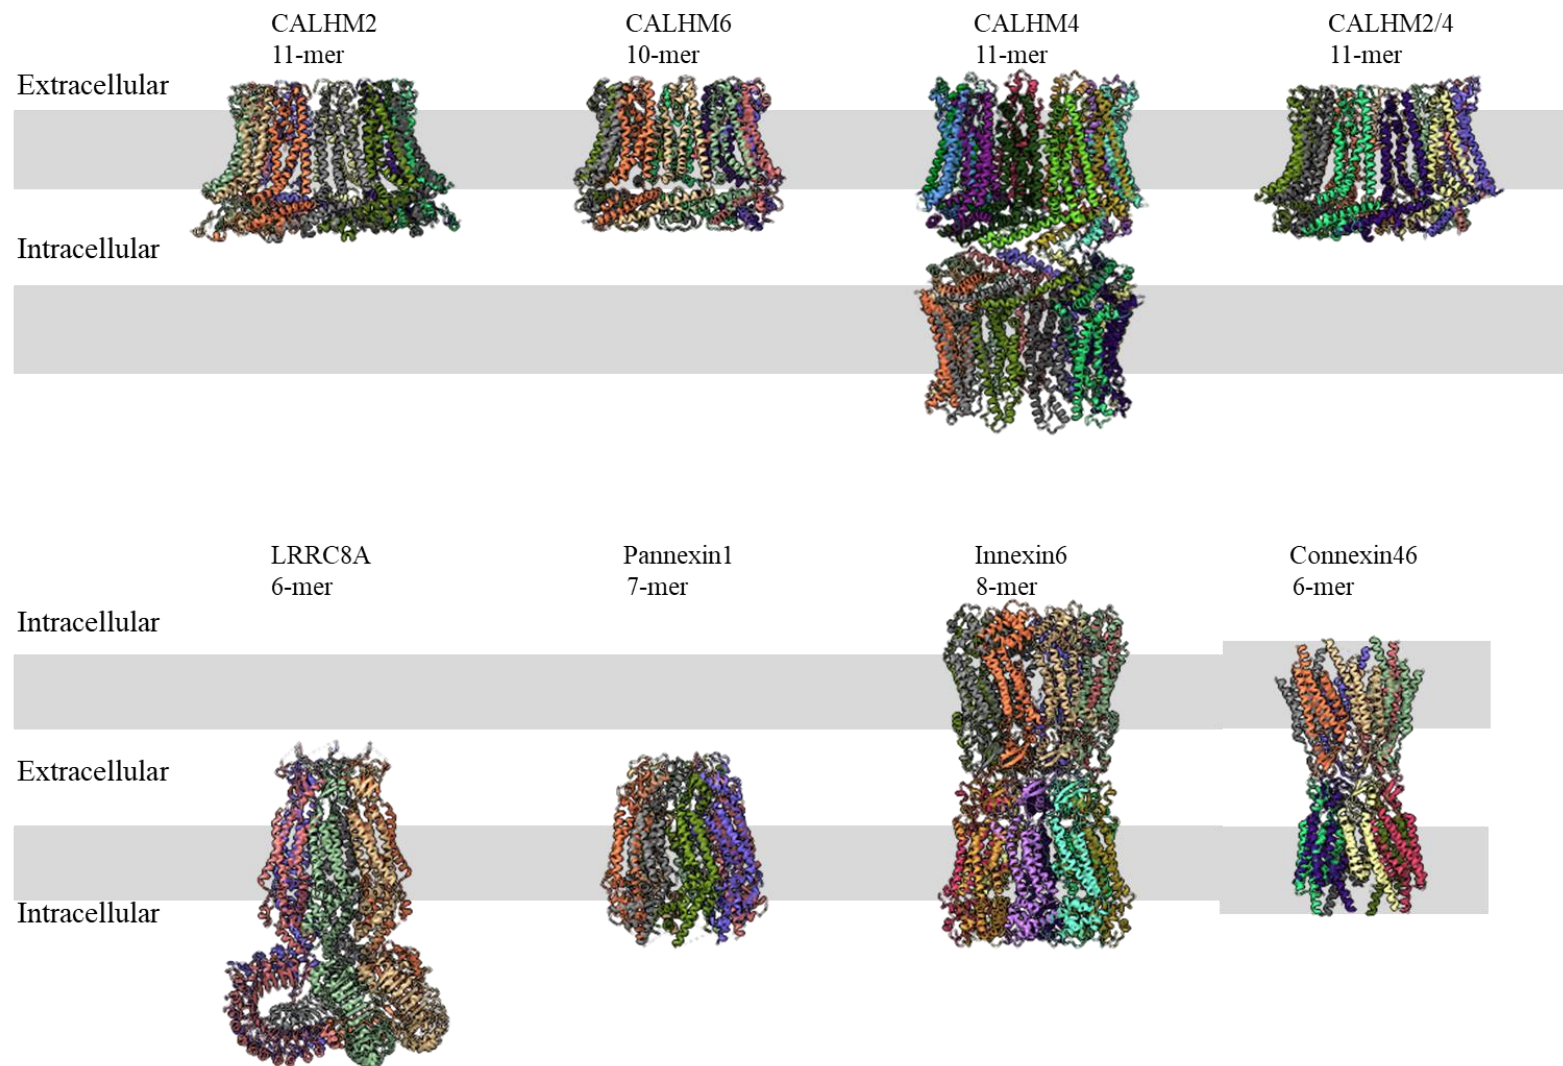 CALHM2
11-mer
CALHM6
10-mer
CALHM4
11-mer
CALHM2/4
11-mer
Extracellular
Intracellular
LRRC8A
6-mer
Pannexin1
7-mer
Innexin6
8-mer
Connexin46
6-mer
Intracellular
Extracellular
Intracellular